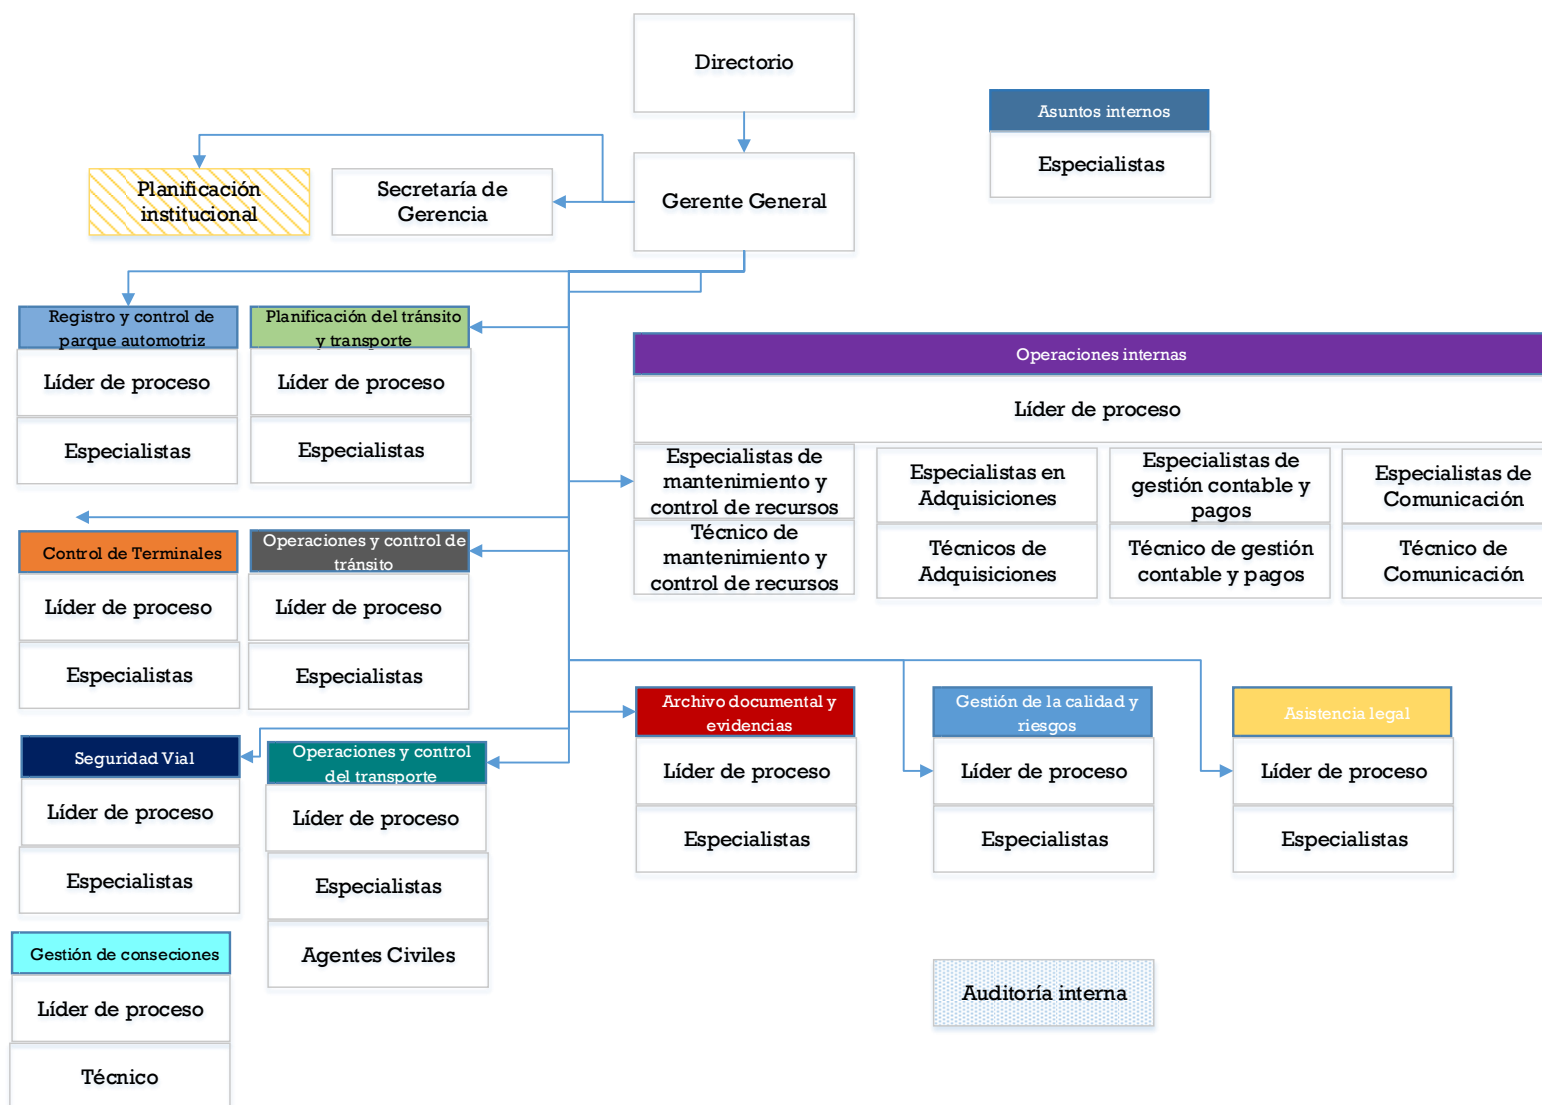 Directorio
Asuntos internos
Especialistas
Planificación
institucional
Secretaría de
Gerencia
Gerente General
Registro y control de
parque automotriz
Líder de proceso
Especialistas
Planificación del tránsito
y transporte
Líder de proceso
Especialistas
Operaciones internas
Líder de proceso
Especialistas de
mantenimiento y
control de recursos
Técnico de
mantenimiento y
control de recursos
Especialistas en
Adquisiciones
Técnicos de
Adquisiciones
Especialistas de
gestión contable y
pagos
Técnico de gestión
contable y pagos
Especialistas de
Comunicación
Técnico de
Comunicación
Control de Terminales
Líder de proceso
Especialistas
Operaciones y control de
tránsito
Líder de proceso
Especialistas
Archivo documental y
evidencias
Líder de proceso
Especialistas
Gestión de la calidad y
riesgos
Líder de proceso
Especialistas
Asistencia legal
Líder de proceso
Especialistas
Seguridad Vial
Líder de proceso
Especialistas
Operaciones y control
del transporte
Líder de proceso
Especialistas
Agentes Civiles
Gestión de conseciones
Líder de proceso
Técnico
Auditoría interna